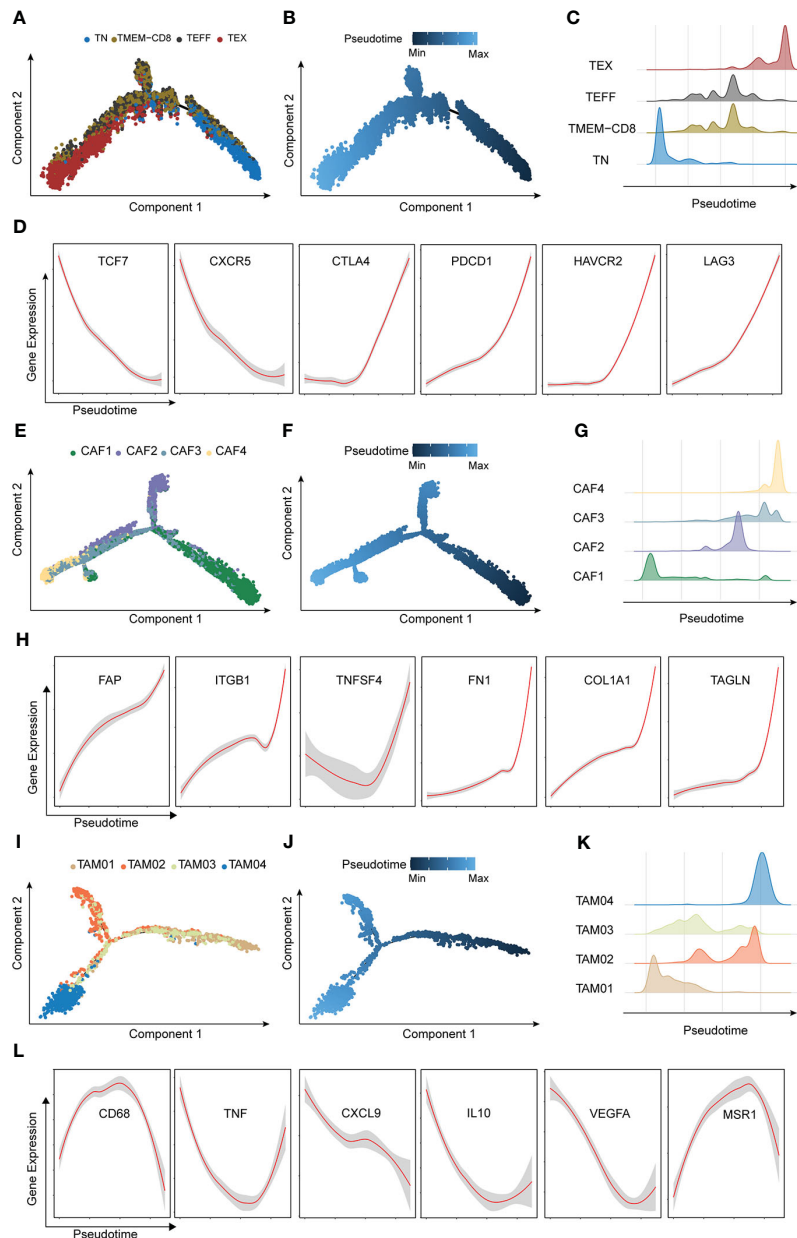 A
TN TMEM−CD8 TEFF TEX
Component 2
Component 1
B
Pseudotime
Min Max
Component 2
Component 1
C
TEX
TEFF
TMEM−CD8
TN
Pseudotime
D
Gene Expression
TCF7
CXCR5
CTLA4
PDCD1
HAVCR2
LAG3
Pseudotime
E
CAF1 CAF2 CAF3 CAF4
Component 2
Component 1
F
Pseudotime
Min Max
Component 2
Component 1
G
CAF4
CAF3
CAF2
CAF1
Pseudotime
H
Gene Expression
FAP
ITGB1
TNFSF4
FN1
COL1A1
TAGLN
Pseudotime
I
TAM01 TAM02 TAM03 TAM04
Component 2
Component 1
J
Pseudotime
Min Max
Component 2
Component 1
K
TAM04
TAM03
TAM02
TAM01
Pseudotime
L
Gene Expression
CD68
TNF
CXCL9
IL10
VEGFA
MSR1
Pseudotime